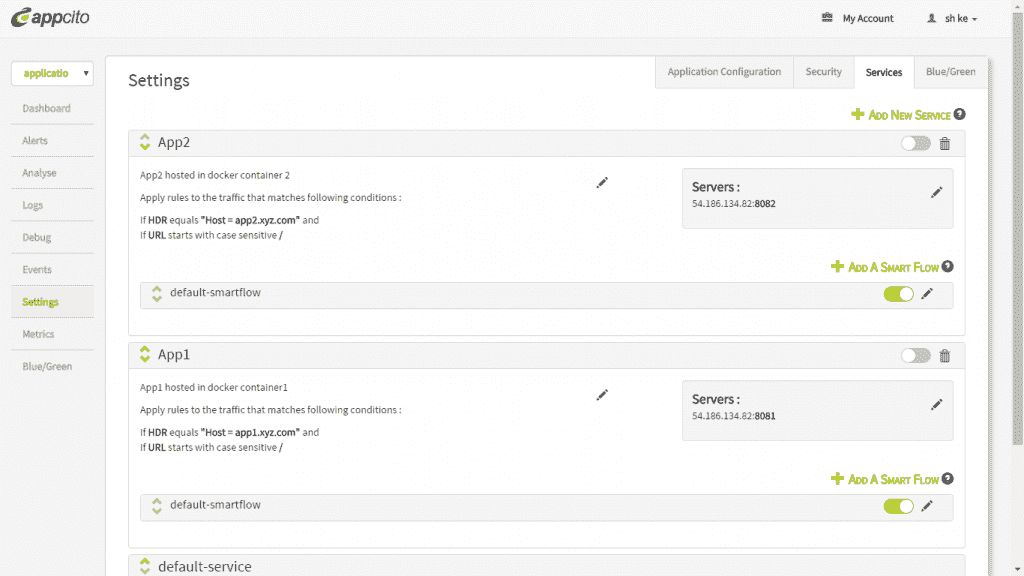 appcito
My Account
sh ke
applicatio
Dashboard
Alerts
Analyse
Logs
Debug
Events
Settings
Metrics
Blue/Green
Settings
Application Configuration
Security
Services
Blue/Green
Add New Service
App2
App2 hosted in docker container 2
Apply rules to the traffic that matches following conditions :
If HDR equals "Host = app2.xyz.com" and
If URL starts with case sensitive /
Servers :
54.186.134.82:8082
Add A Smart Flow
default-smartflow
App1
App1 hosted in docker container1
Apply rules to the traffic that matches following conditions :
If HDR equals "Host = app1.xyz.com" and
If URL starts with case sensitive /
Servers :
54.186.134.82:8081
Add A Smart Flow
default-smartflow
default-service